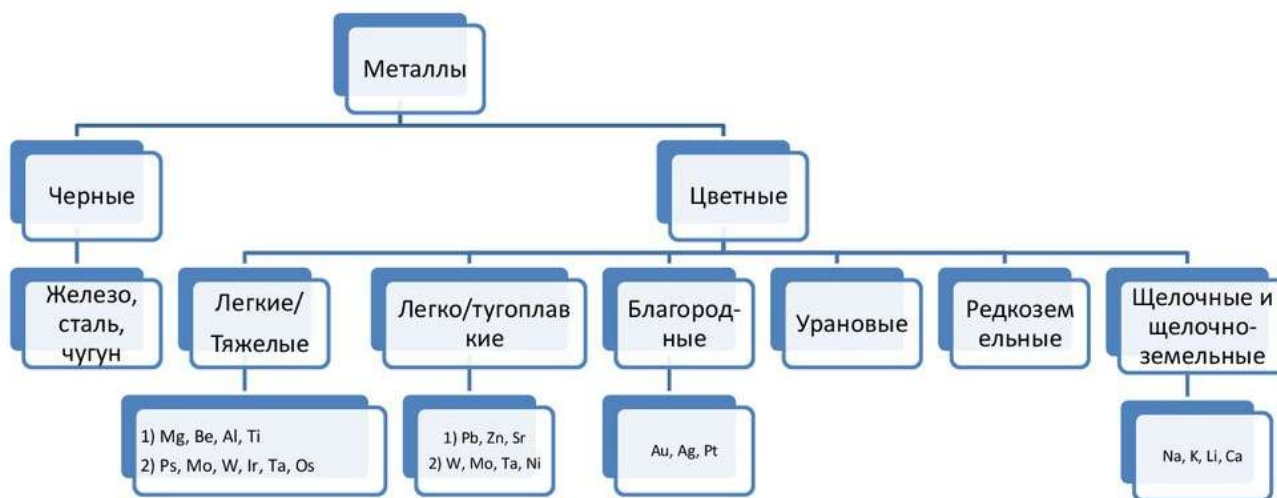 Металлы
Черные
Цветные
Железо,
сталь,
чугун
Легкие/
Тяжелые
Легко/тугоплав
кие
Благород-
ные
Урановые
Редкозем
ельные
Щелочные и
щелочно-
земельные
1) Mg, Be, Al, Ti
2) Ps, Mo, W, Ir, Ta, Os
1) Pb, Zn, Sr
2) W, Mo, Ta, Ni
Au, Ag, Pt
Na, K, Li, Ca